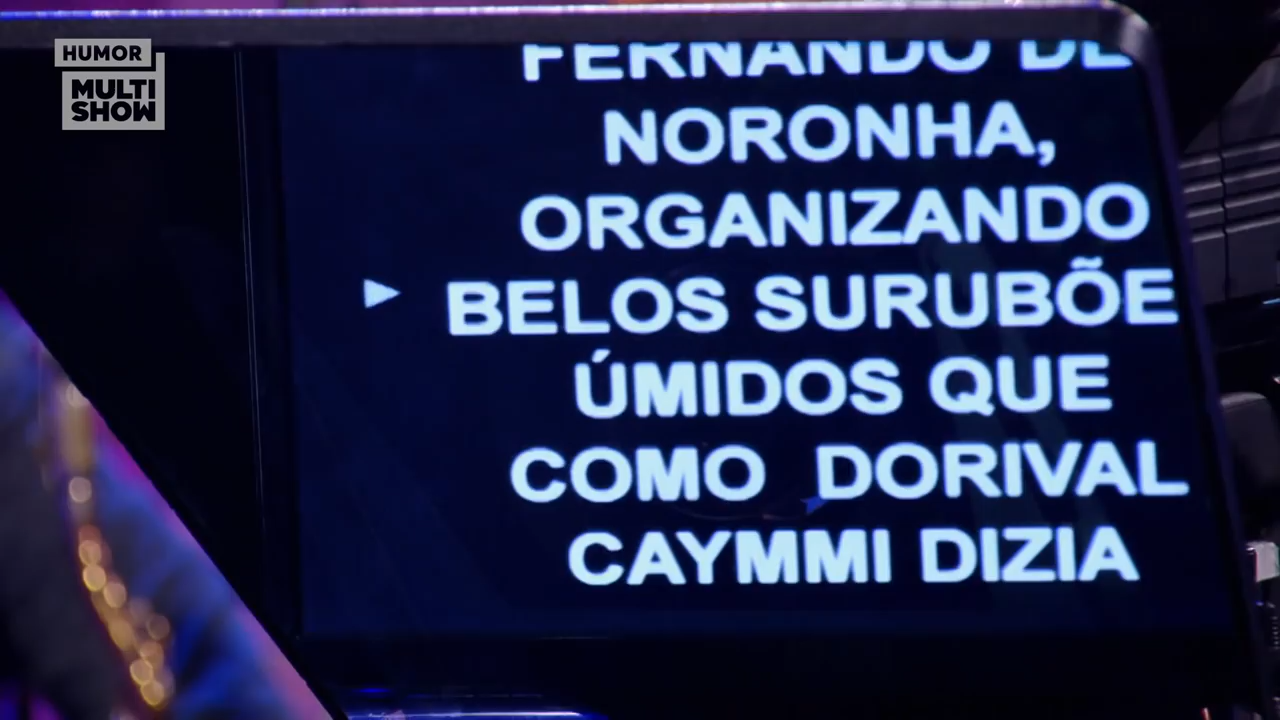 HUMOR
MULTI
SHOW
FERNANDO DE
NORONHA,
ORGANIZANDO
BELOS SURUBÕE
ÚMIDOS QUE
COMO DORIVAL
CAYMMI DIZIA